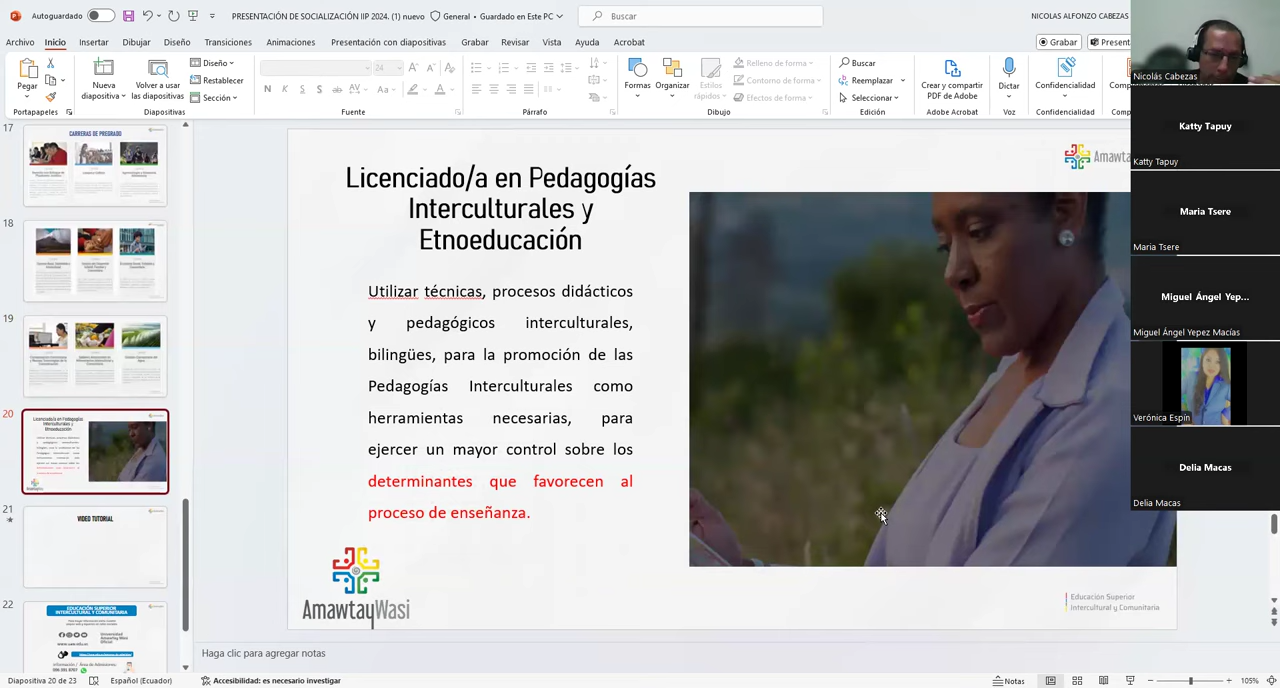 Autoguardado
PRESENTACIÓN DE SOCIALIZACIÓN IIP 2024. (1) nuevo
General • Guardado en Este PC
Buscar
NICOLAS ALFONZO CABEZAS
Archivo
Inicio
Insertar
Dibujar
Diseño
Transiciones
Animaciones
Presentación con diapositivas
Grabar
Revisar
Vista
Ayuda
Acrobat
Grabar
Pegar
Nueva diapositiva
Volver a usar las diapositivas
Diseño
Restablecer
Sección
24
Formas
Organizar
Estilos rápidos
Relleno de forma
Contorno de forma
Efectos de forma
Buscar
Reemplazar
Seleccionar
Crear y compartir PDF de Adobe
Dictar
Confidencialidad
Portapapeles
Diapositivas
Fuente
Párrafo
Dibujo
Edición
Adobe Acrobat
Voz
Confidencialidad
17
CARRERAS DE PREGRADO
18
19
20
Licenciado/a en Pedagogías
Interculturales y
Etnoeducación
21
VIDEO TUTORIAL
22
EDUCACIÓN SUPERIOR
INTERCULTURAL Y COMUNITARIA
Licenciado/a en Pedagogías
Interculturales y
Etnoeducación
Utilizar técnicas, procesos didácticos
y pedagógicos interculturales,
bilingües, para la promoción de las
Pedagogías Interculturales como
herramientas necesarias, para
ejercer un mayor control sobre los
determinantes que favorecen al
proceso de enseñanza.
AmawtayWasi
Educación Superior
Intercultural y Comunitaria
Nicolás Cabezas
Katty Tapuy
Katty Tapuy
Maria Tsere
Maria Tsere
Miguel Ángel Yep...
Miguel Ángel Yepez Macías
Verónica Espín
Delia Macas
Delia Macas
Haga clic para agregar notas
Diapositiva 20 de 23
Español (Ecuador)
Accesibilidad: es necesario investigar
Notas
105%